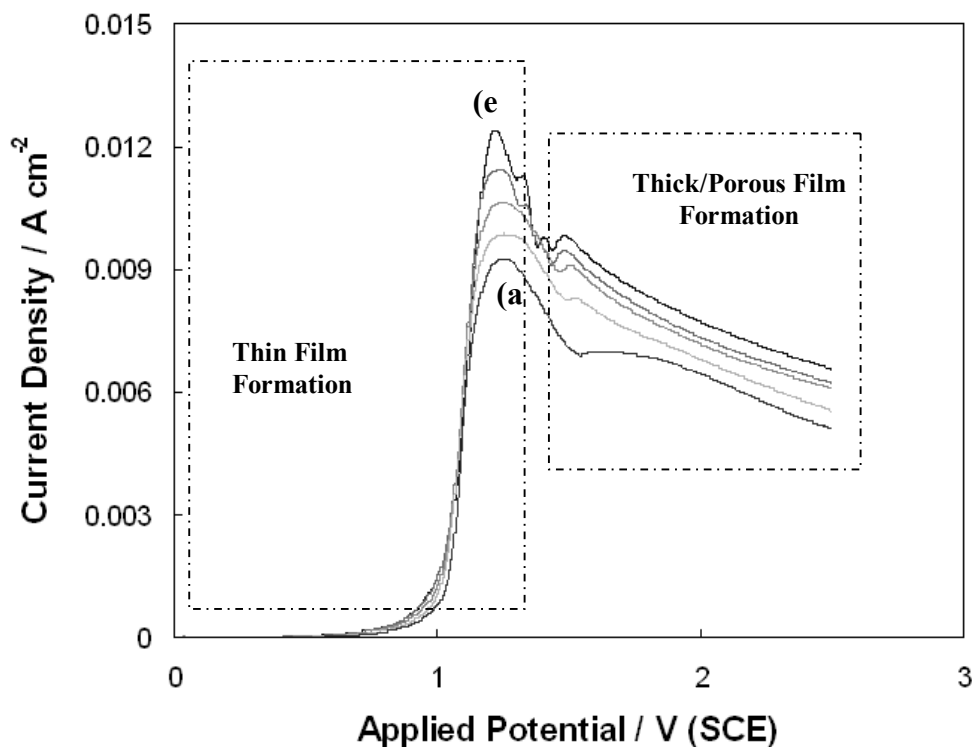 0.015
0.012
0.009
0.006
0.003
0
Current Density / A cm-2
(e
(a
Thin Film
Formation
Thick/Porous Film
Formation
0
1
2
3
Applied Potential / V (SCE)